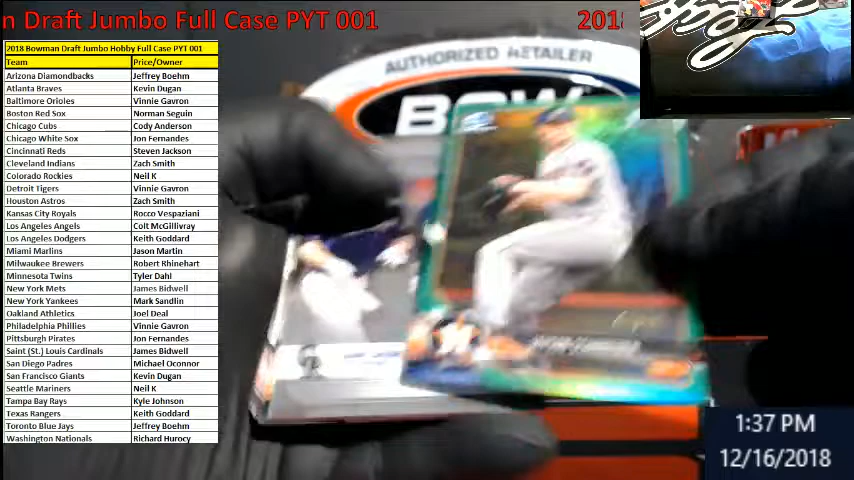 n Draft Jumbo Full Case PYT 001
201
2018 Bowman Draft Jumbo Hobby Full Case PYT 001
Team Price/Owner
Arizona Diamondbacks Jeffrey Boehm
Atlanta Braves Kevin Dugan
Baltimore Orioles Vinnie Gavron
Boston Red Sox Norman Seguin
Chicago Cubs Cody Anderson
Chicago White Sox Jon Fernandes
Cincinnati Reds Steven Jackson
Cleveland Indians Zach Smith
Colorado Rockies Neil K
Detroit Tigers Vinnie Gavron
Houston Astros Zach Smith
Kansas City Royals Rocco Vespaziani
Los Angeles Angels Colt McGillivray
Los Angeles Dodgers Keith Goddard
Miami Marlins Jason Martin
Milwaukee Brewers Robert Rhinehart
Minnesota Twins Tyler Dahl
New York Mets James Bidwell
New York Yankees Mark Sandlin
Oakland Athletics Joel Deal
Philadelphia Phillies Vinnie Gavron
Pittsburgh Pirates Jon Fernandes
Saint (St.) Louis Cardinals James Bidwell
San Diego Padres Michael Oconnor
San Francisco Giants Kevin Dugan
Seattle Mariners Neil K
Tampa Bay Rays Kyle Johnson
Texas Rangers Keith Goddard
Toronto Blue Jays Jeffrey Boehm
Washington Nationals Richard Hurocy
AUTHORIZED RETAILER
BOW
1:37 PM
12/16/2018